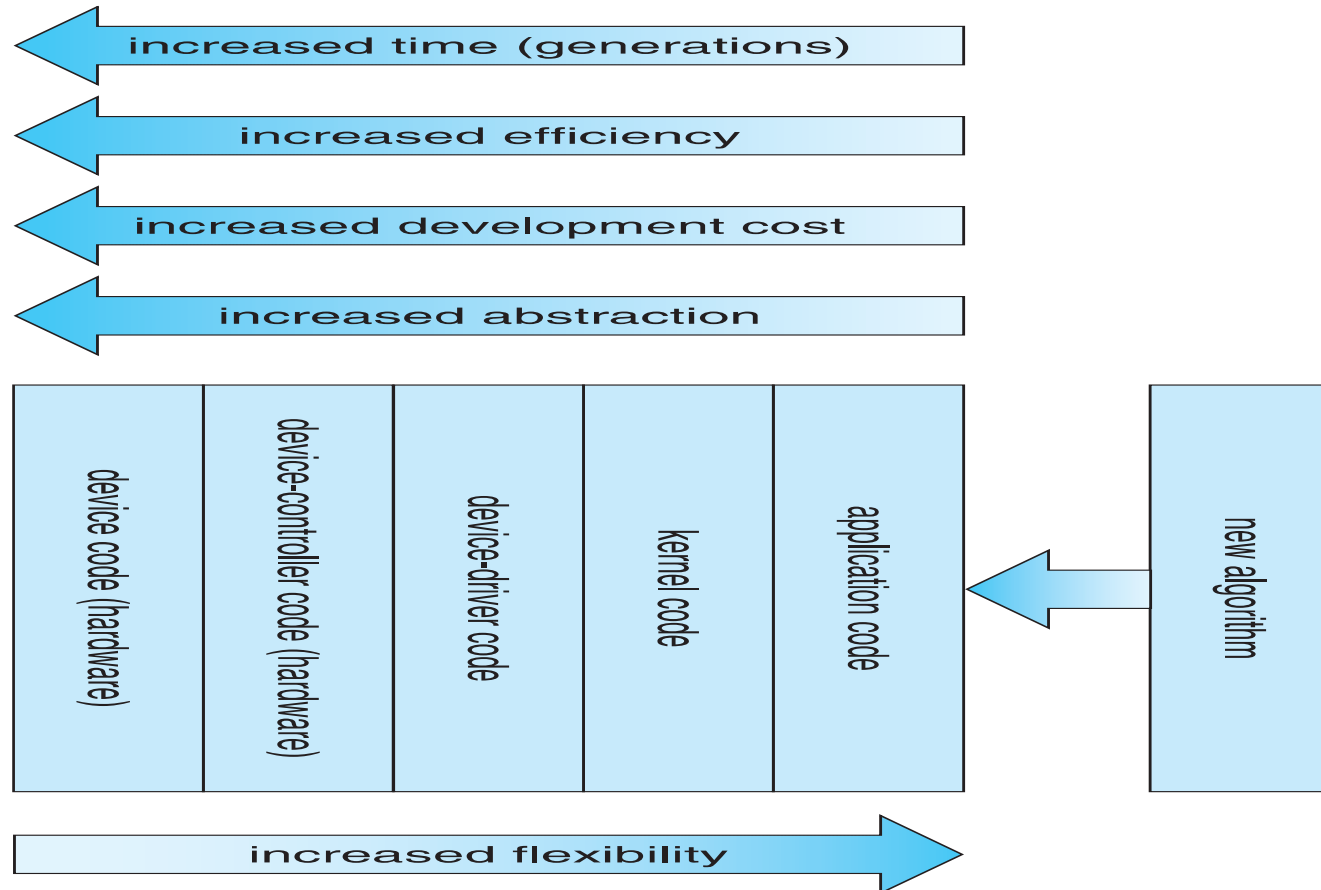 increased time (generations)
increased efficiency
increased development cost
increased abstraction
device code (hardware)
device-controller code (hardware)
device-driver code
kernel code
application code
new algorithm
increased flexibility